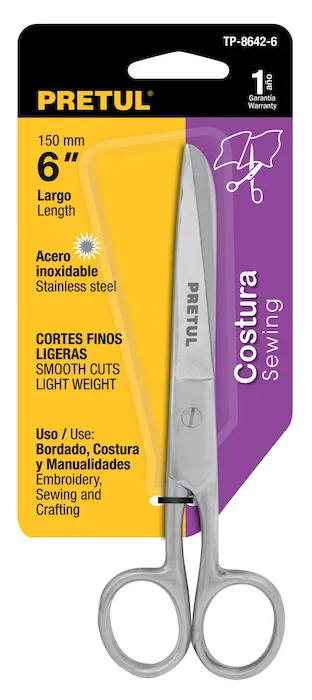 TP-8642-6
PRETUL®
1 año
Garantía
Warranty
150 mm
6"
Largo
Length
Acero
inoxidable
Stainless steel
CORTES FINOS
LIGERAS
SMOOTH CUTS
LIGHT WEIGHT
Uso / Use:
Bordado, Costura
y Manualidades
Embroidery,
Sewing and
Crafting
Costura
Sewing
PRETUL